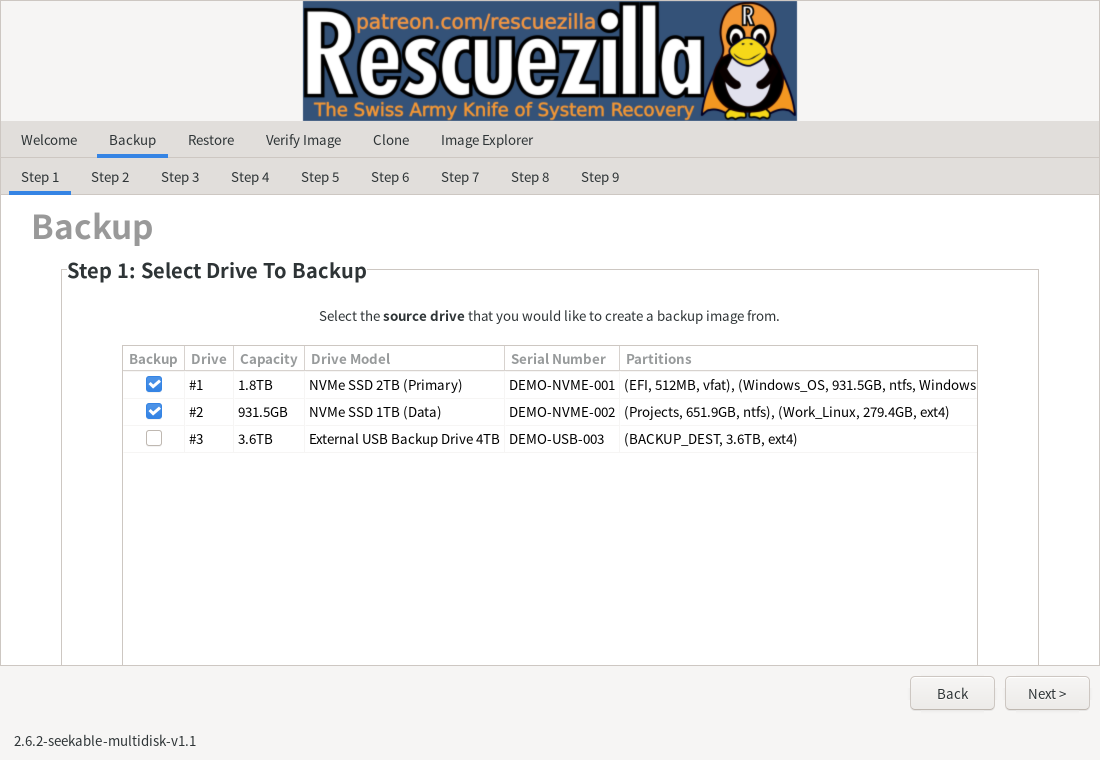 patreon.com/rescuezilla
R
Rescuezilla
The Swiss Army Knife of System Recovery
Welcome Backup Restore Verify Image Clone Image Explorer
Step 1 Step 2 Step 3 Step 4 Step 5 Step 6 Step 7 Step 8 Step 9
Backup
Step 1: Select Drive To Backup
Select the source drive that you would like to create a backup image from.
Backup Drive Capacity Drive Model Serial Number Partitions
#1 1.8TB NVMe SSD 2TB (Primary) DEMO-NVME-001 (EFI, 512MB, vfat), (Windows_OS, 931.5GB, ntfs, Windows
#2 931.5GB NVMe SSD 1TB (Data) DEMO-NVME-002 (Projects, 651.9GB, ntfs), (Work_Linux, 279.4GB, ext4)
#3 3.6TB External USB Backup Drive 4TB DEMO-USB-003 (BACKUP_DEST, 3.6TB, ext4)
Back Next >
2.6.2-seekable-multidisk-v1.1